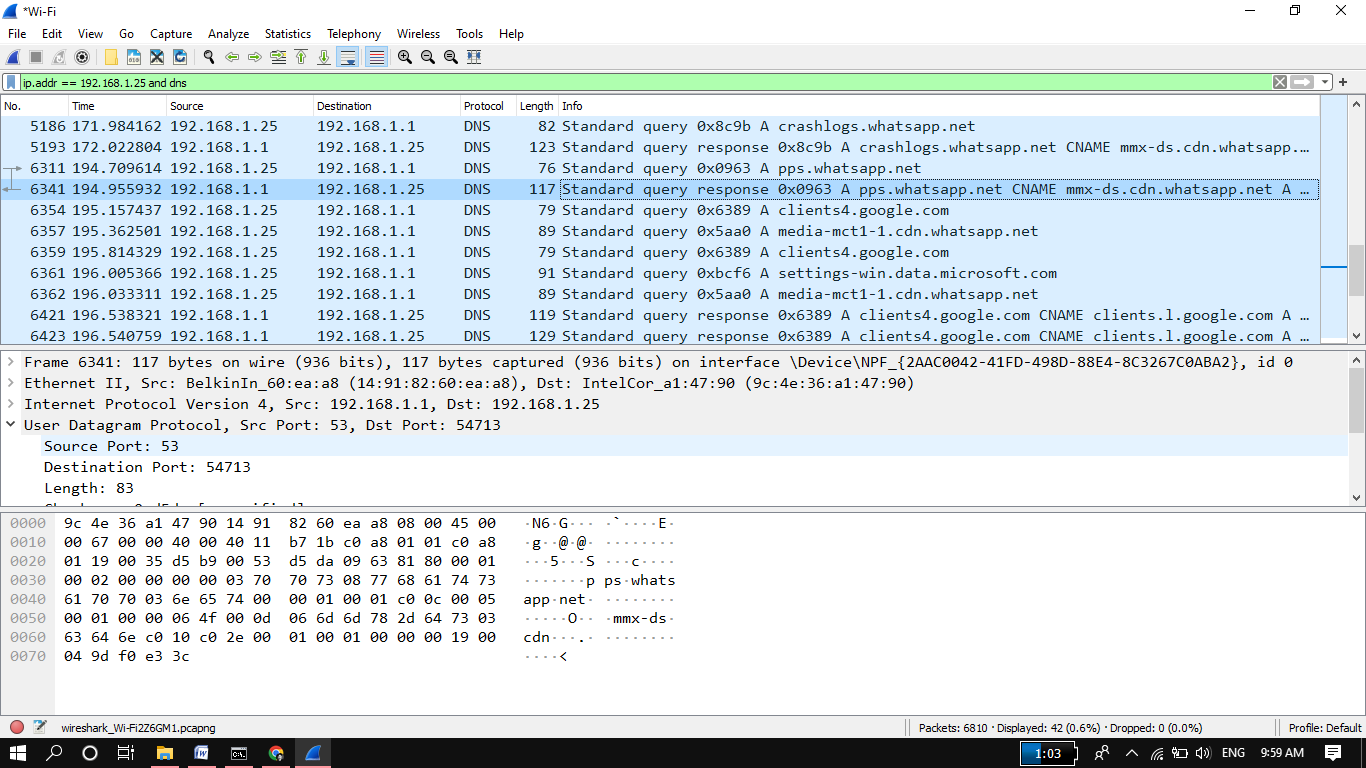 *Wi-Fi
File Edit View Go Capture Analyze Statistics Telephony Wireless Tools Help
ip.addr == 192.168.1.25 and dns
No. Time Source Destination Protocol Length Info
5186 171.984162 192.168.1.25 192.168.1.1 DNS 82 Standard query 0x8c9b A crashlogs.whatsapp.net
5193 172.022804 192.168.1.1 192.168.1.25 DNS 123 Standard query response 0x8c9b A crashlogs.whatsapp.net CNAME mmx-ds.cdn.whatsapp.…
6311 194.709614 192.168.1.25 192.168.1.1 DNS 76 Standard query 0x0963 A pps.whatsapp.net
6341 194.955932 192.168.1.1 192.168.1.25 DNS 117 Standard query response 0x0963 A pps.whatsapp.net CNAME mmx-ds.cdn.whatsapp.net A …
6354 195.157437 192.168.1.25 192.168.1.1 DNS 79 Standard query 0x6389 A clients4.google.com
6357 195.362501 192.168.1.25 192.168.1.1 DNS 89 Standard query 0x5aa0 A media-mct1-1.cdn.whatsapp.net
6359 195.814329 192.168.1.25 192.168.1.1 DNS 79 Standard query 0x6389 A clients4.google.com
6361 196.005366 192.168.1.25 192.168.1.1 DNS 91 Standard query 0xbcf6 A settings-win.data.microsoft.com
6362 196.033311 192.168.1.25 192.168.1.1 DNS 89 Standard query 0x5aa0 A media-mct1-1.cdn.whatsapp.net
6421 196.538321 192.168.1.1 192.168.1.25 DNS 119 Standard query response 0x6389 A clients4.google.com CNAME clients.l.google.com A …
6423 196.540759 192.168.1.1 192.168.1.25 DNS 129 Standard query response 0x6389 A clients4.google.com CNAME clients.l.google.com A …
Frame 6341: 117 bytes on wire (936 bits), 117 bytes captured (936 bits) on interface \Device\NPF_{2AAC0042-41FD-498D-88E4-8C3267C0ABA2}, id 0
Ethernet II, Src: BelkinIn_60:ea:a8 (14:91:82:60:ea:a8), Dst: IntelCor_a1:47:90 (9c:4e:36:a1:47:90)
Internet Protocol Version 4, Src: 192.168.1.1, Dst: 192.168.1.25
User Datagram Protocol, Src Port: 53, Dst Port: 54713
Source Port: 53
Destination Port: 54713
Length: 83
0000 9c 4e 36 a1 47 90 14 91 82 60 ea a8 08 00 45 00 ·N6·G··· ·`····E·
0010 00 67 00 00 40 00 40 11 b7 1b c0 a8 01 01 c0 a8 ·g··@·@· ········
0020 01 19 00 35 d5 b9 00 53 d5 da 09 63 81 80 00 01 ···5···S ···c····
0030 00 02 00 00 00 00 03 70 70 73 08 77 68 61 74 73 ·······p ps·whats
0040 61 70 70 03 6e 65 74 00 00 01 00 01 c0 0c 00 05 app·net· ········
0050 00 01 00 00 06 4f 00 0d 06 6d 6d 78 2d 64 73 03 ·····O·· ·mmx-ds·
0060 63 64 6e c0 10 c0 2e 00 01 00 01 00 00 00 19 00 cdn···.· ········
0070 04 9d f0 e3 3c ····<
wireshark_Wi-Fi2Z6GM1.pcapng Packets: 6810 · Displayed: 42 (0.6%) · Dropped: 0 (0.0%) Profile: Default
1:03 ENG 9:59 AM